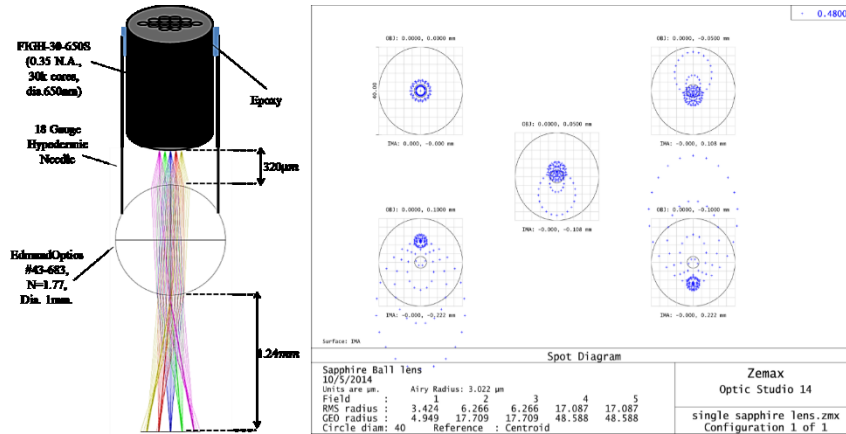 FIGH-30-650S
(0.35 N.A.,
30k cores,
dia.650nm)
Epoxy
18 Gauge
Hypodermic
Needle
320μm
EdmondOptics
#43-683,
N=1.77,
Dia. 1mm.
1.24mm
0.4800
OBJ: 0.0000, 0.0000 mm
40.00
IMA: 0.000, -0.000 mm
OBJ: 0.0000, -0.0500 mm
IMA: -0.000, 0.108 mm
OBJ: 0.0000, 0.0500 mm
IMA: -0.000, -0.108 mm
OBJ: 0.0000, 0.1000 mm
IMA: -0.000, -0.222 mm
OBJ: 0.0000, -0.1000 mm
IMA: -0.000, 0.222 mm
Surface: IMA
Spot Diagram
Sapphire Ball lens
10/5/2014
Units are μm. Airy Radius: 3.022 μm
Field : 1 2 3 4 5
RMS radius : 3.424 6.266 6.266 17.087 17.087
GEO radius : 4.949 17.709 17.709 48.588 48.588
Circle diam: 40 Reference : Centroid
Zemax
Optic Studio 14
single sapphire lens.zmx
Configuration 1 of 1